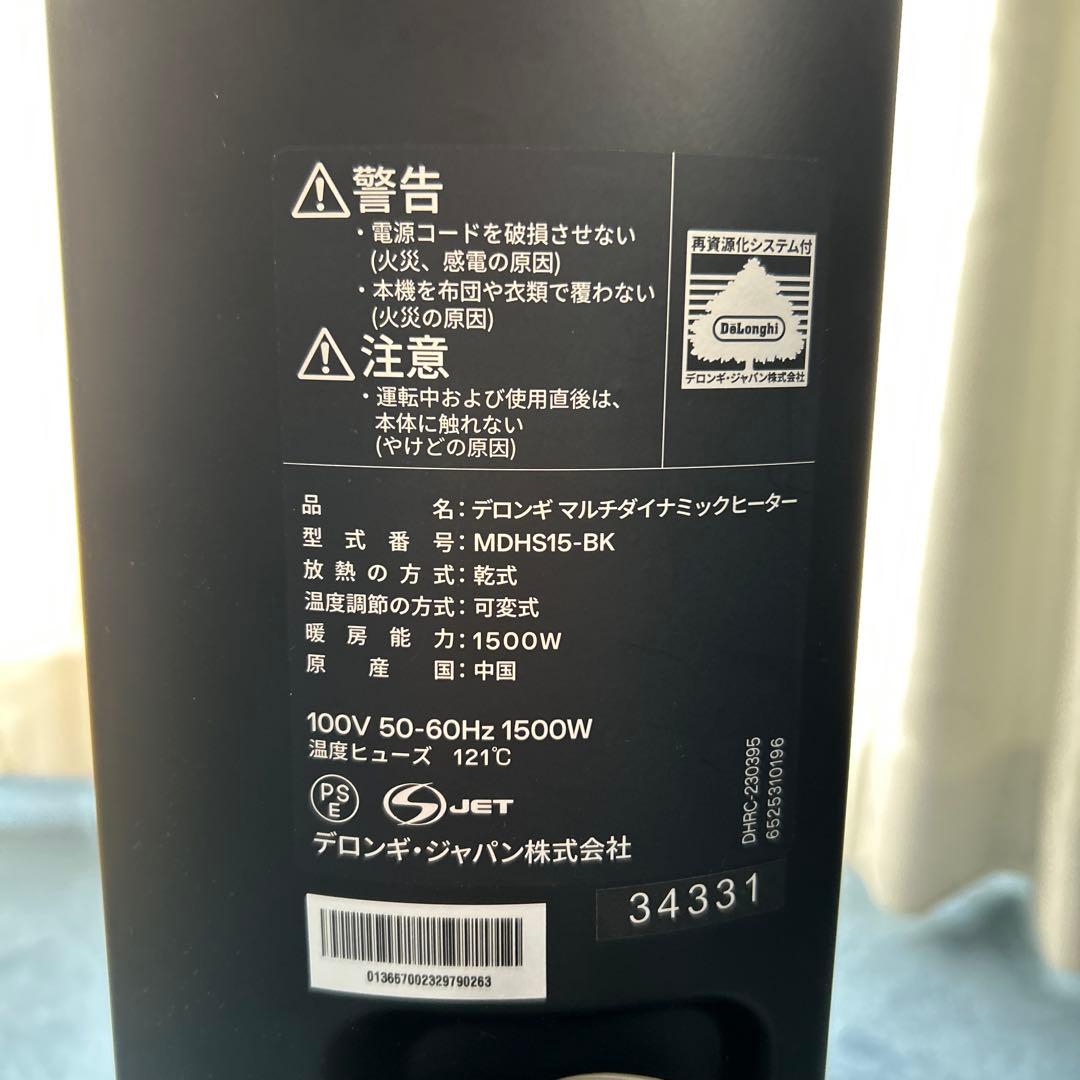 警告
・電源コードを破損させない
(火災、感電の原因)
・本機を布団や衣類で覆わない
(火災の原因)
注意
・運転中および使用直後は、
本体に触れない
(やけどの原因)
再資源化システム付
DeLonghi
デロンギ・ジャパン株式会社
品名:デロンギ マルチダイナミックヒーター
型式番号:MDHS15-BK
放熱の方式:乾式
温度調節の方式:可変式
暖房能力:1500W
原産国:中国
100V 50-60Hz 1500W
温度ヒューズ 121℃
PSE
S JET
デロンギ・ジャパン株式会社
DHRC-230395
6525310196
34331
013657002329790263